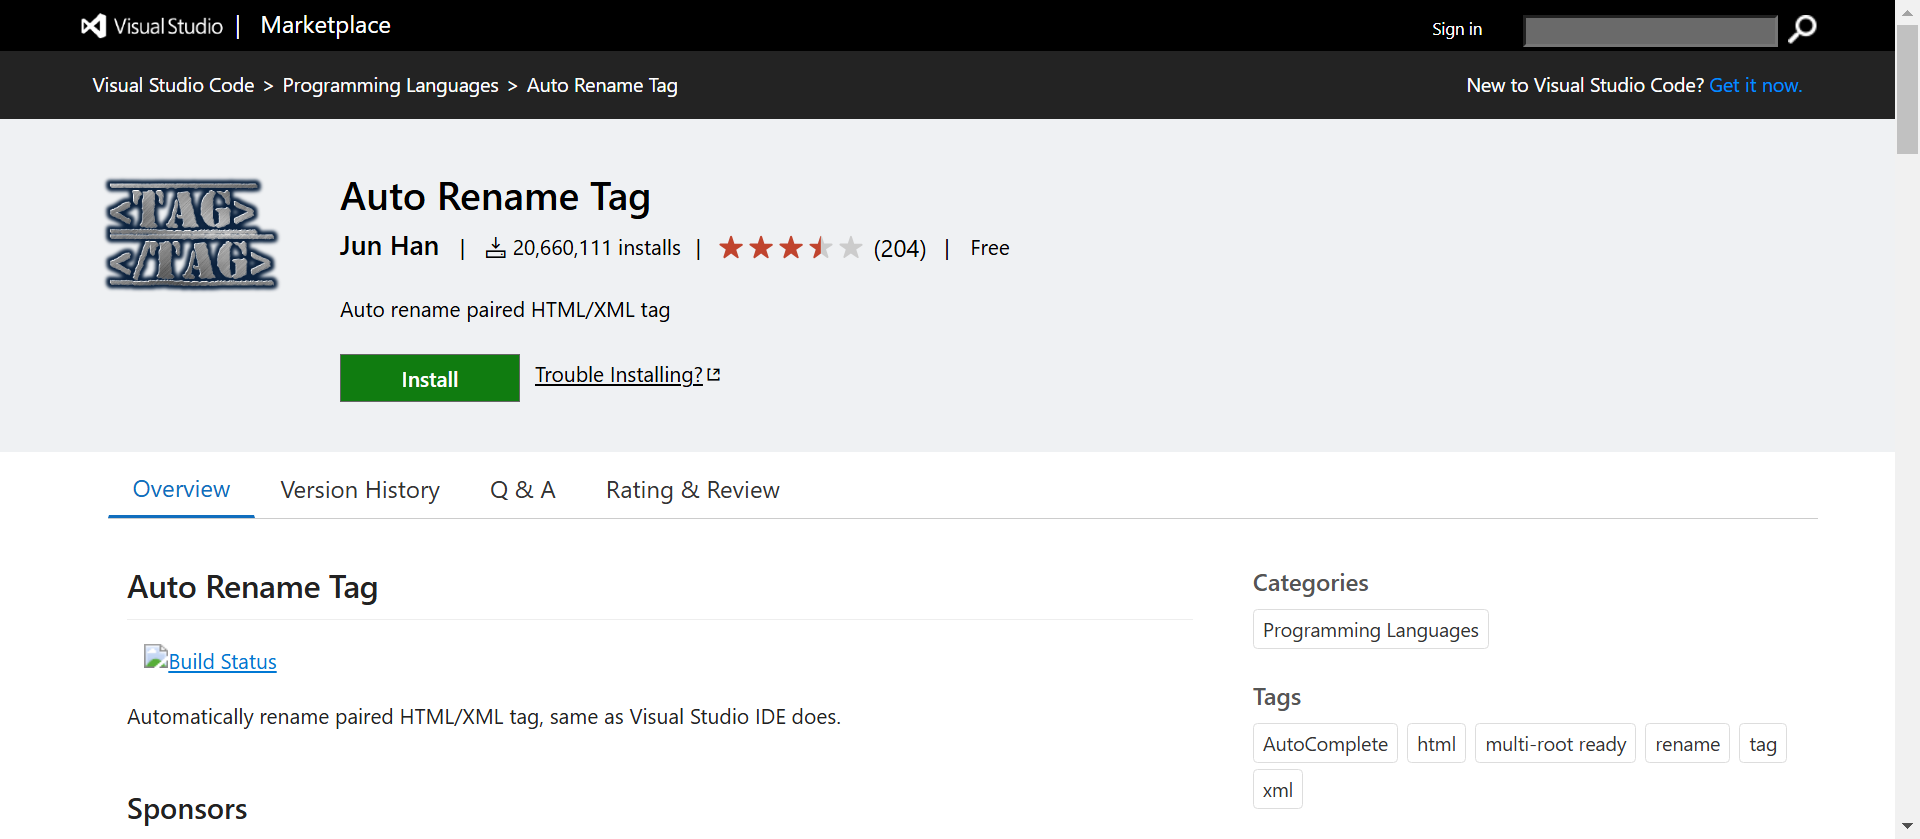 Visual Studio | Marketplace
Sign in
Visual Studio Code > Programming Languages > Auto Rename Tag
New to Visual Studio Code? Get it now.
<TAG>
</TAG>
Auto Rename Tag
Jun Han | 20,660,111 installs | (204) | Free
Auto rename paired HTML/XML tag
Install
Trouble Installing?
Overview
Version History
Q & A
Rating & Review
Auto Rename Tag
Build Status
Automatically rename paired HTML/XML tag, same as Visual Studio IDE does.
Sponsors
Categories
Programming Languages
Tags
AutoComplete html multi-root ready rename tag
xml